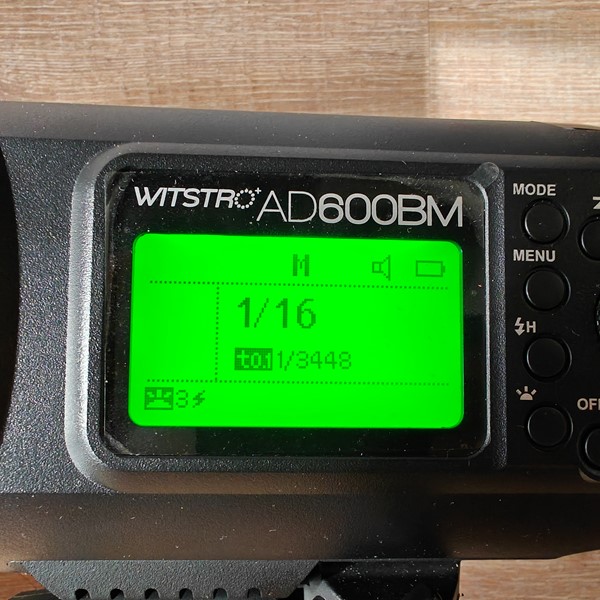 WITSTRO AD600BM
M
1/16
t0.1 1/3448
3
MODE
MENU
H